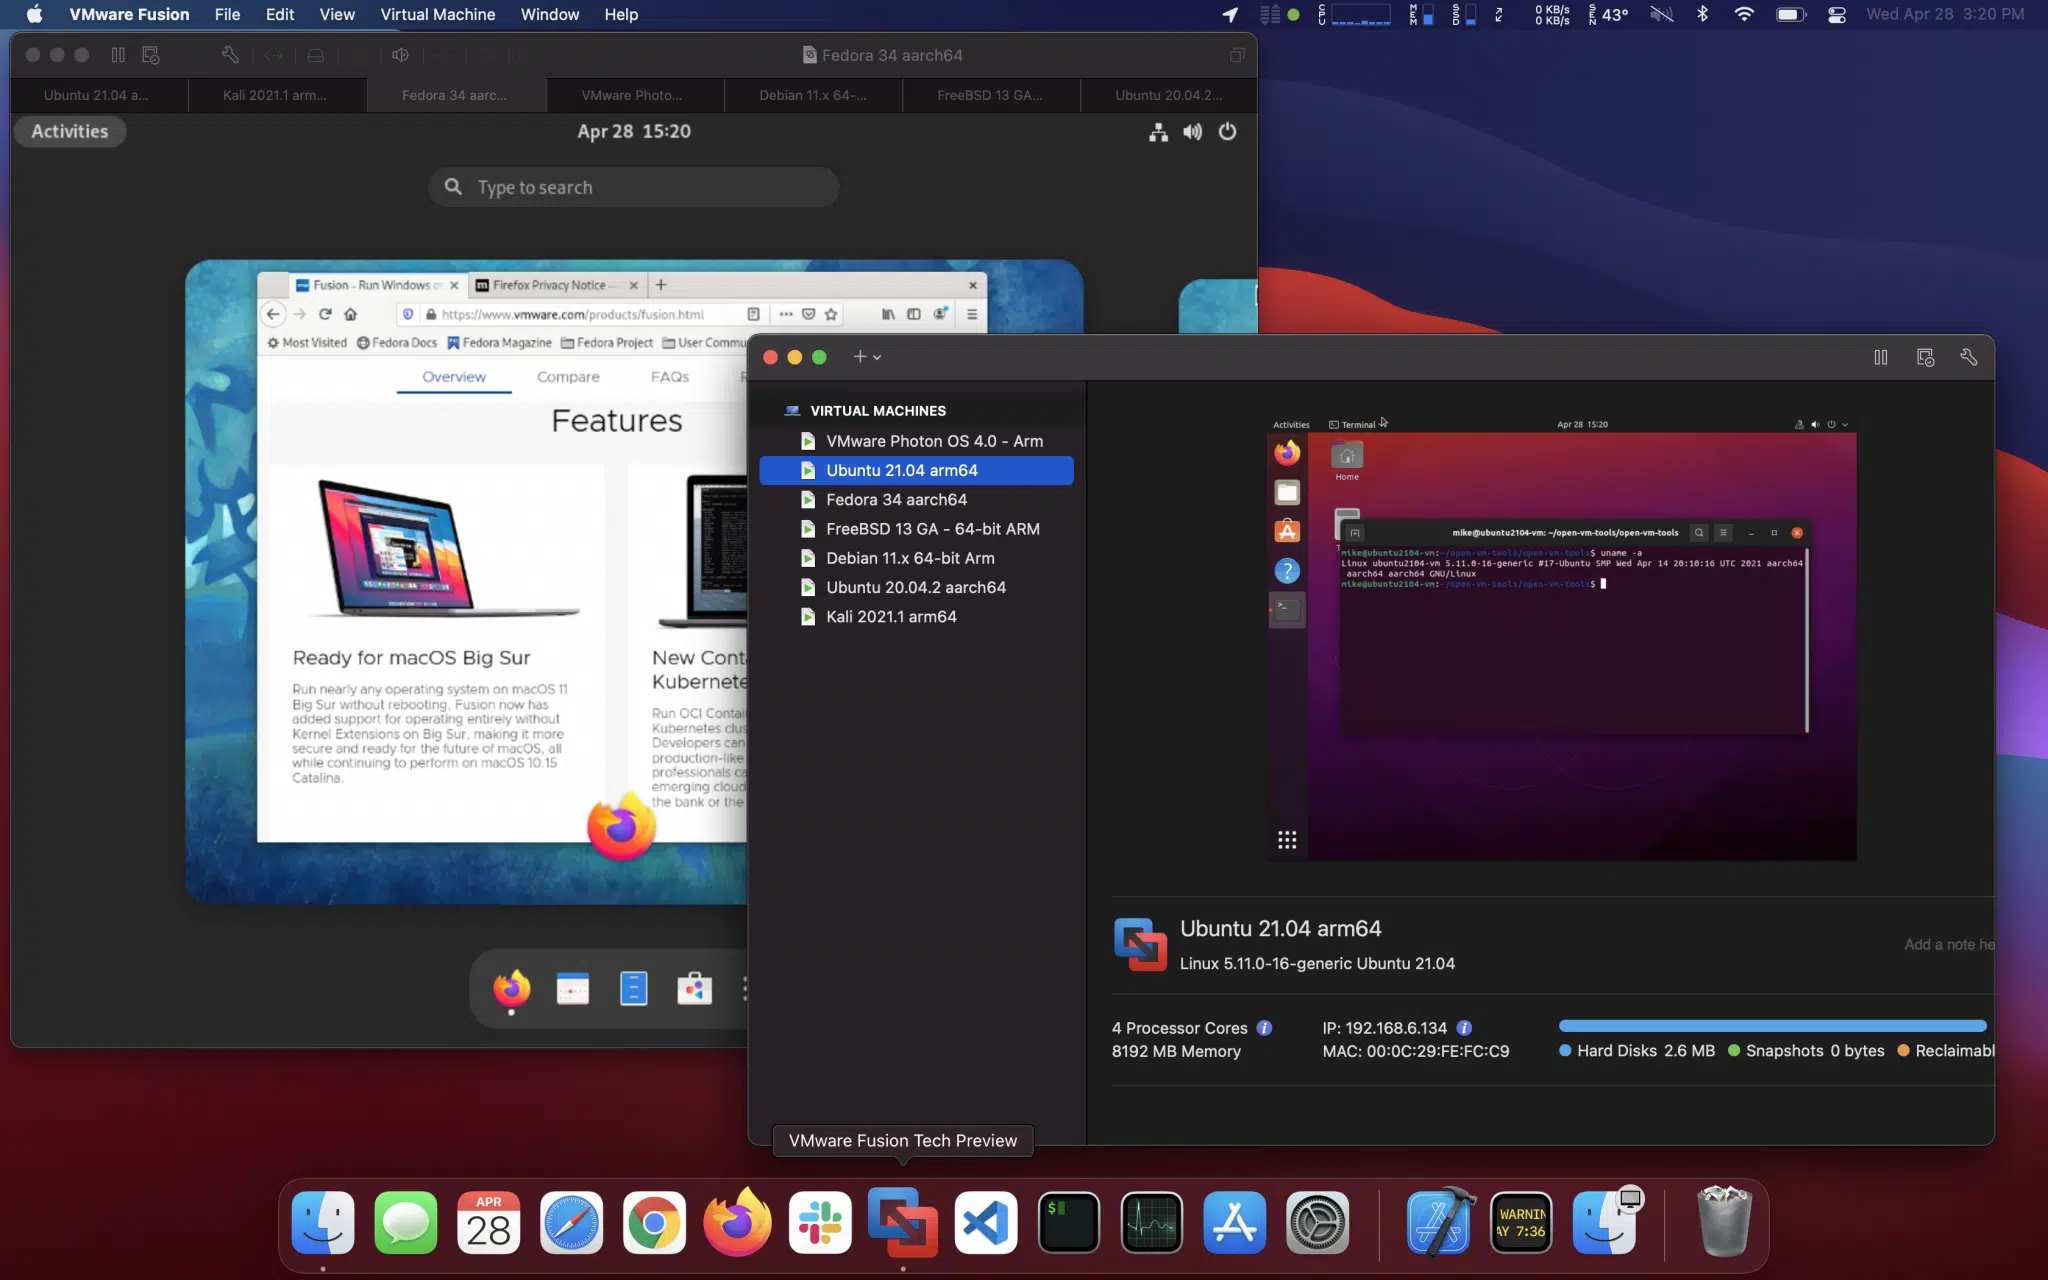 VMware Fusion File Edit View Virtual Machine Window Help
CPU MEM SSD 0 KB/s 0 KB/s SEN 43° Wed Apr 28 3:20 PM
Fedora 34 aarch64
Ubuntu 21.04 a... Kali 2021.1 arm... Fedora 34 aarc... VMware Photo... Debian 11.x 64-... FreeBSD 13 GA... Ubuntu 20.04.2...
Activities Apr 28 15:20
Type to search
Fusion - Run Windows o Firefox Privacy Notice —
https://www.vmware.com/products/fusion.html
Most Visited Fedora Docs Fedora Magazine Fedora Project User Commu
Overview Compare FAQs
Features
Ready for macOS Big Sur
Run nearly any operating system on macOS 11
Big Sur without rebooting. Fusion now has
added support for operating entirely without
Kernel Extensions on Big Sur, making it more
secure and ready for the future of macOS, all
while continuing to perform on macOS 10.15
Catalina.
New Cont
Kubernete
Run OCI Contai
Kubernetes clus
Developers can
production-like
professionals ca
emerging cloud
the bank or the
VIRTUAL MACHINES
VMware Photon OS 4.0 - Arm
Ubuntu 21.04 arm64
Fedora 34 aarch64
FreeBSD 13 GA - 64-bit ARM
Debian 11.x 64-bit Arm
Ubuntu 20.04.2 aarch64
Kali 2021.1 arm64
Activities Terminal Apr 28 15:20
Home
mike@ubuntu2104-vm: ~/open-vm-tools/open-vm-tools
mike@ubuntu2104-vm:~/open-vm-tools/open-vm-tools$ uname -a
Linux ubuntu2104-vm 5.11.0-16-generic #17-Ubuntu SMP Wed Apr 14 20:10:16 UTC 2021 aarch64
aarch64 aarch64 GNU/Linux
mike@ubuntu2104-vm:~/open-vm-tools/open-vm-tools$
Ubuntu 21.04 arm64
Linux 5.11.0-16-generic Ubuntu 21.04
Add a note he
4 Processor Cores
8192 MB Memory
IP: 192.168.6.134
MAC: 00:0C:29:FE:FC:C9
Hard Disks 2.6 MB Snapshots 0 bytes Reclaimabl
VMware Fusion Tech Preview
APR
28
$
WARNIN
AY 7:36